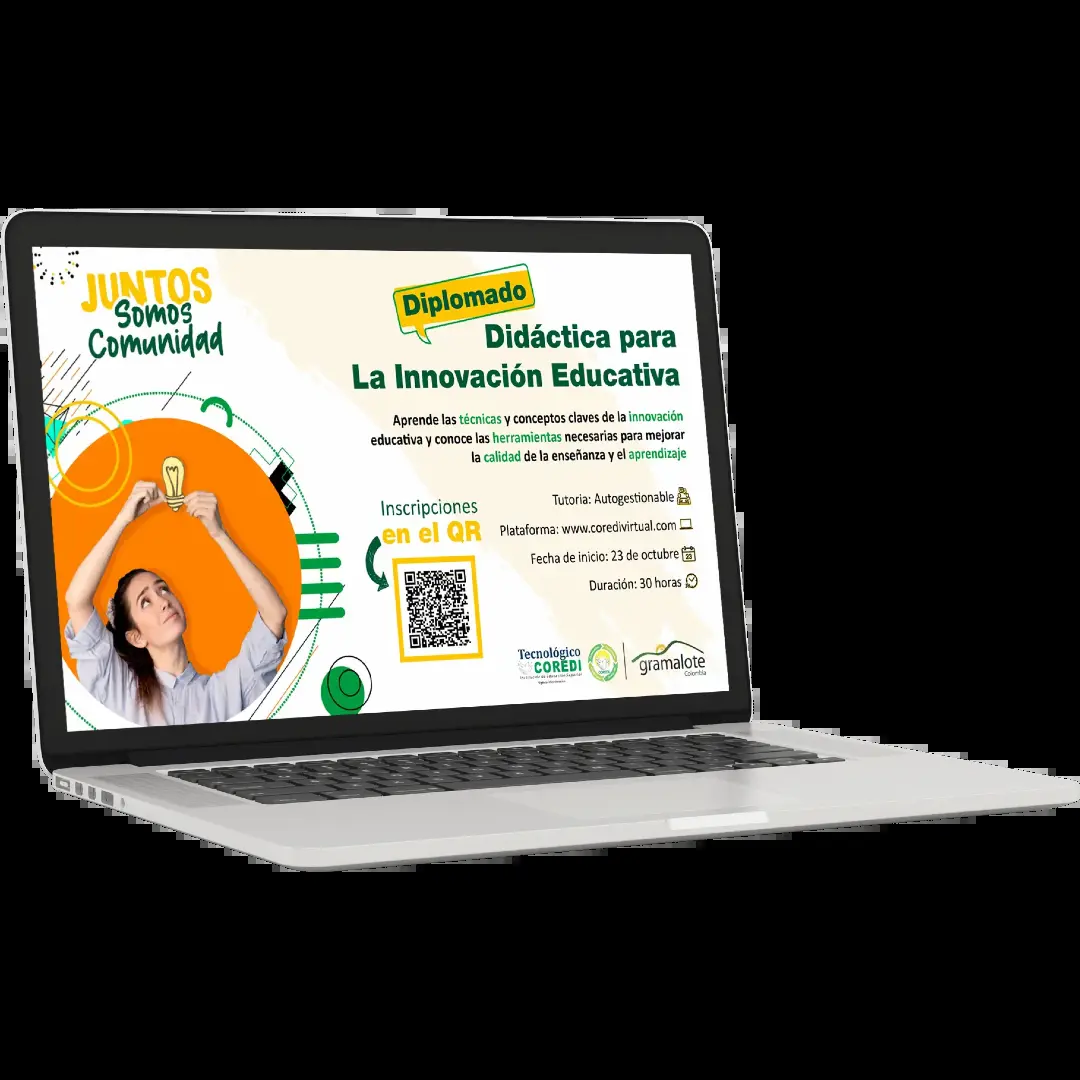 JUNTOS
Somos
Comunidad
Diplomado
Didáctica para
La Innovación Educativa
Aprende las técnicas y conceptos claves de la innovación
educativa y conoce las herramientas necesarias para mejorar
la calidad de la enseñanza y el aprendizaje
Inscripciones
en el QR
Tutoria: Autogestionable
Plataforma: www.coredivirtual.com
Fecha de inicio: 23 de octubre
Duración: 30 horas
Tecnológico
COREDI
gramalote
Colombia